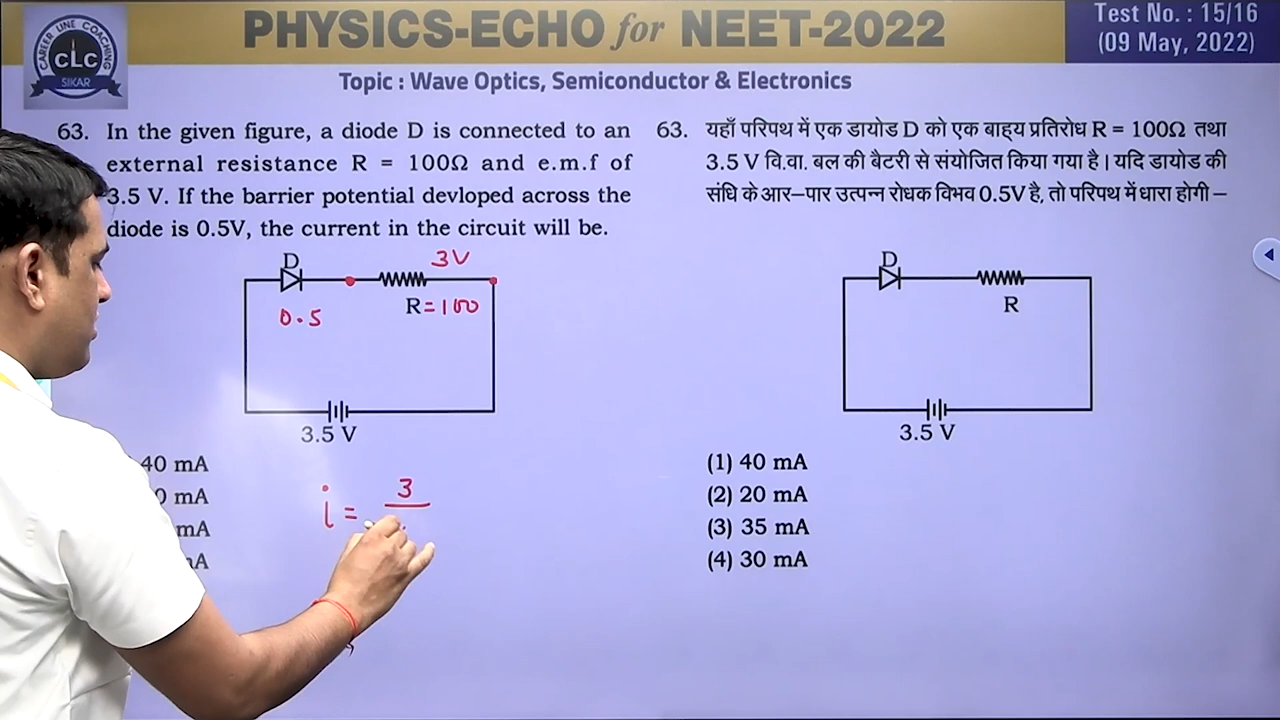 PHYSICS-ECHO for NEET-2022
Test No. : 15/16
(09 May, 2022)
CAREER LINE COACHING
CLC
SIKAR
Topic : Wave Optics, Semiconductor & Electronics
63. In the given figure, a diode D is connected to an
external resistance R = 100Ω and e.m.f of
3.5 V. If the barrier potential devloped across the
diode is 0.5V, the current in the circuit will be.
D
3V
0.5
R = 100
3.5 V
40 mA
0 mA
mA
i = 3
63. यहाँ परिपथ में एक डायोड D को एक बाह्य प्रतिरोध R = 100Ω तथा
3.5 V वि.वा. बल की बैटरी से संयोजित किया गया है। यदि डायोड की
संधि के आर–पार उत्पन्न रोधक विभव 0.5V है, तो परिपथ में धारा होगी –
D
R
3.5 V
(1) 40 mA
(2) 20 mA
(3) 35 mA
(4) 30 mA